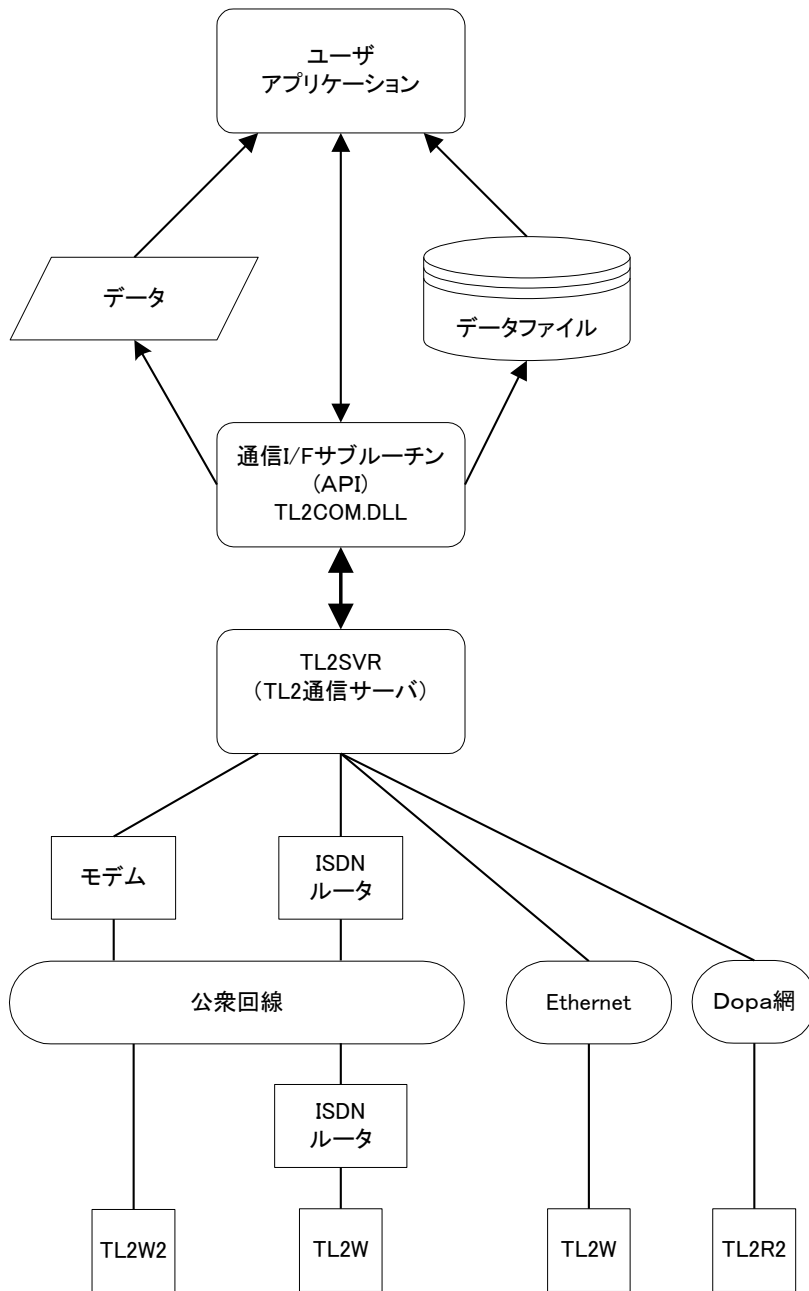 ユーザ
アプリケーション
データ
データファイル
通信I/Fサブルーチン
(API)
TL2COM.DLL
TL2SVR
(TL2通信サーバ)
モデム
ISDN
ルータ
公衆回線
Ethernet
Dopa網
ISDN
ルータ
TL2W2
TL2W
TL2W
TL2R2